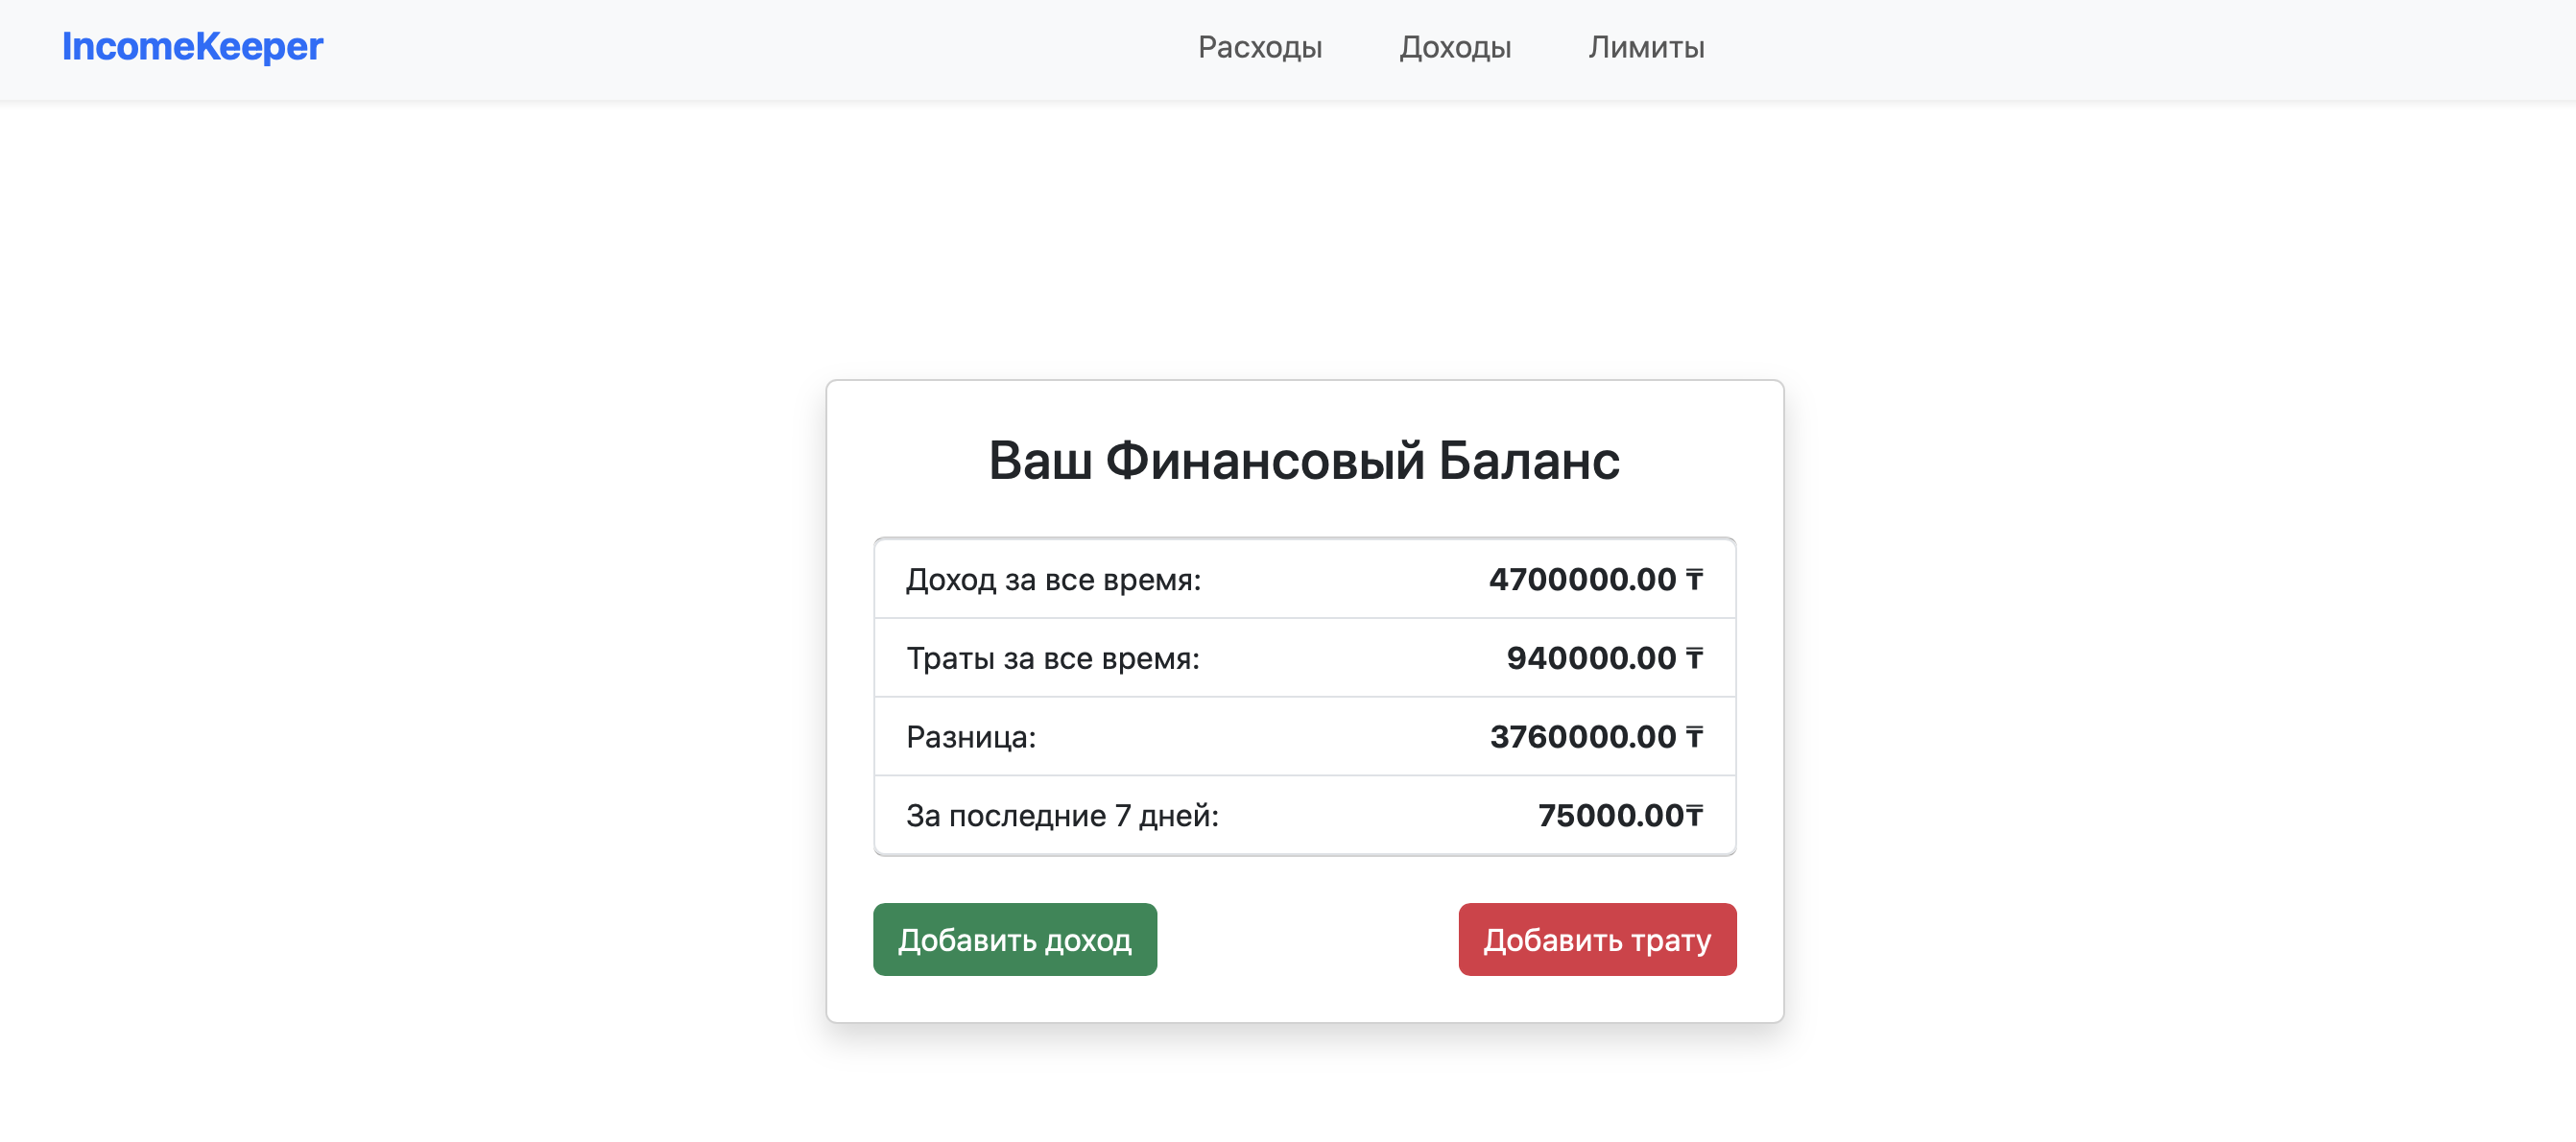 IncomeKeeper Расходы Доходы Лимиты
Ваш Финансовый Баланс
Доход за все время: 4700000.00 ₸
Траты за все время: 940000.00 ₸
Разница: 3760000.00 ₸
За последние 7 дней: 75000.00₸
Добавить доход Добавить трату